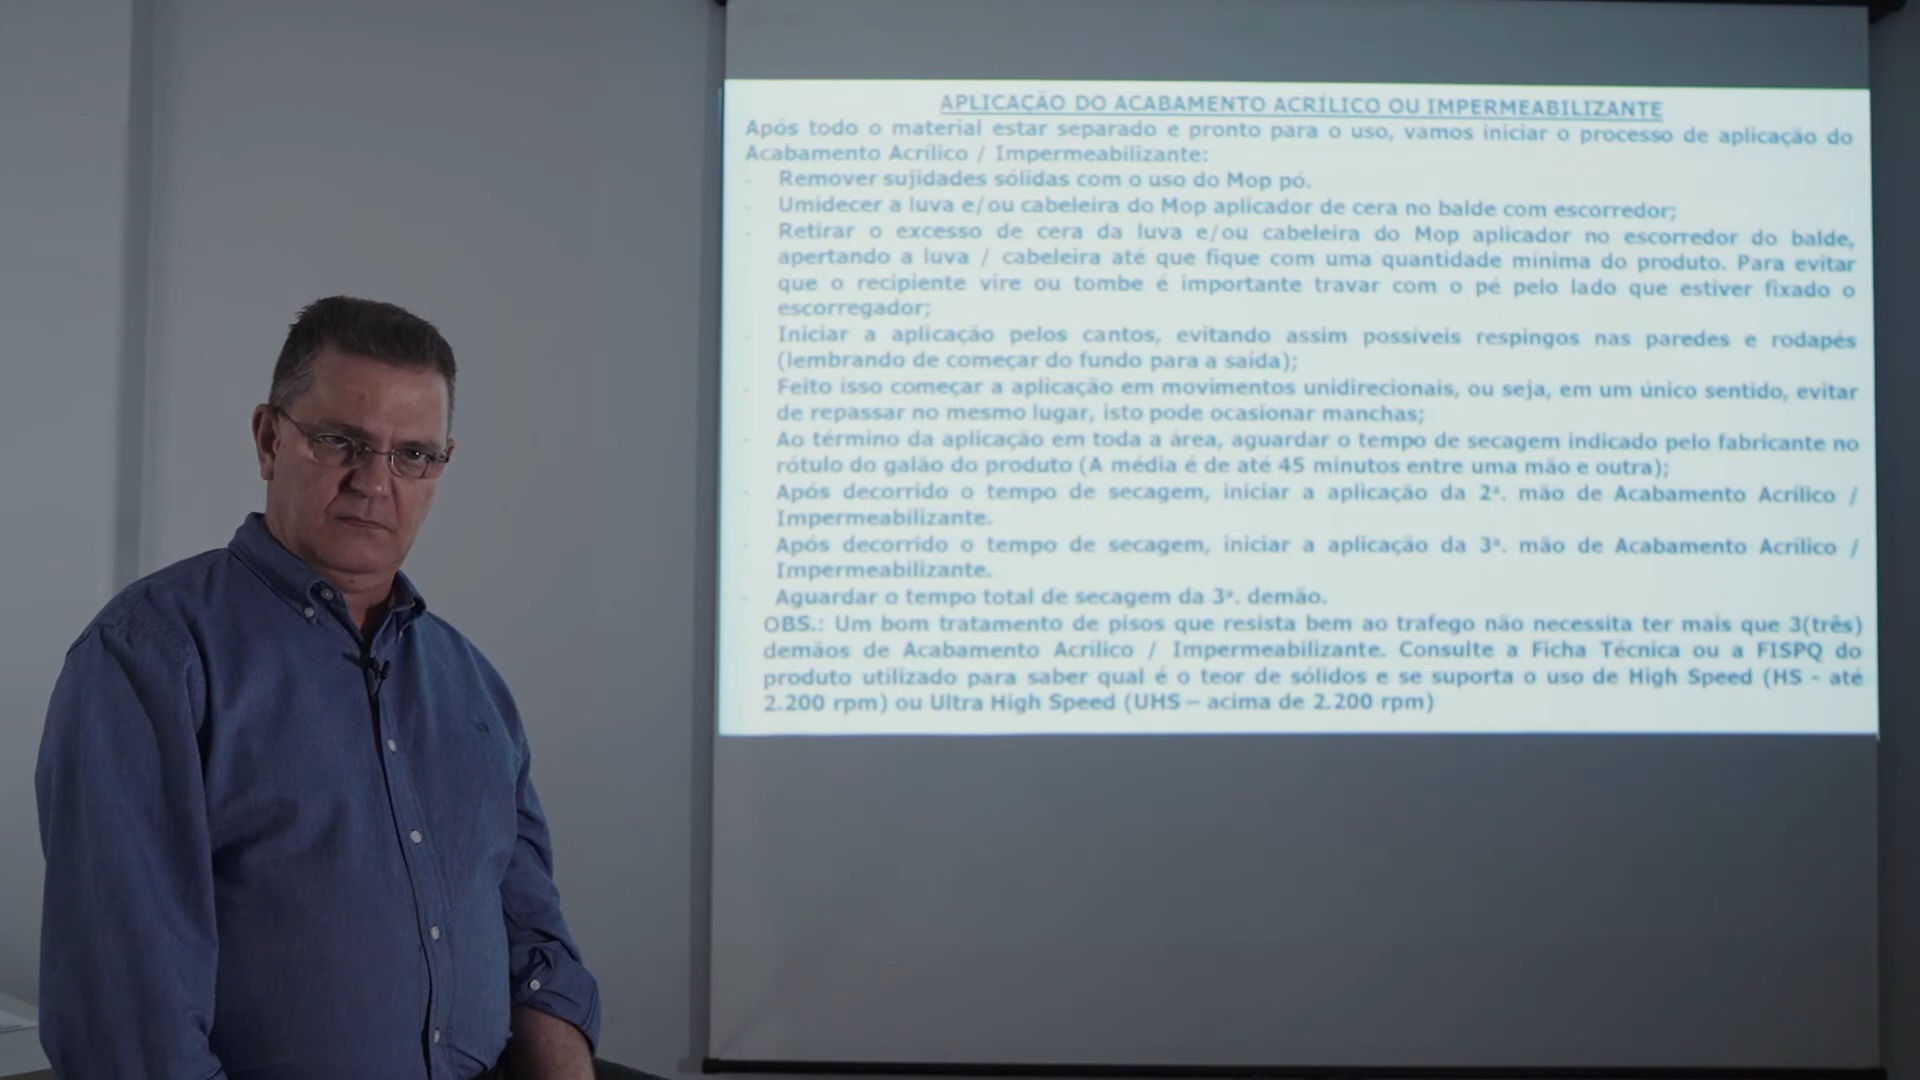 APLICAÇÃO DO ACABAMENTO ACRÍLICO OU IMPERMEABILIZANTE
Após todo o material estar separado e pronto para o uso, vamos iniciar o processo de aplicação do
Acabamento Acrílico / Impermeabilizante:
- Remover sujidades sólidas com o uso do Mop pó.
- Umidecer a luva e/ou cabeleira do Mop aplicador de cera no balde com escorredor;
- Retirar o excesso de cera da luva e/ou cabeleira do Mop aplicador no escorredor do balde,
apertando a luva / cabeleira até que fique com uma quantidade mínima do produto. Para evitar
que o recipiente vire ou tombe é importante travar com o pé pelo lado que estiver fixado o
escorregador;
- Iniciar a aplicação pelos cantos, evitando assim possíveis respingos nas paredes e rodapés
(lembrando de começar do fundo para a saída);
- Feito isso começar a aplicação em movimentos unidirecionais, ou seja, em um único sentido, evitar
de repassar no mesmo lugar, isto pode ocasionar manchas;
- Ao término da aplicação em toda a área, aguardar o tempo de secagem indicado pelo fabricante no
rótulo do galão do produto (A média é de até 45 minutos entre uma mão e outra);
- Após decorrido o tempo de secagem, iniciar a aplicação da 2ª. mão de Acabamento Acrílico /
Impermeabilizante.
- Após decorrido o tempo de secagem, iniciar a aplicação da 3ª. mão de Acabamento Acrílico /
Impermeabilizante.
- Aguardar o tempo total de secagem da 3ª. demão.
OBS.: Um bom tratamento de pisos que resista bem ao trafego não necessita ter mais que 3(três)
demãos de Acabamento Acrílico / Impermeabilizante. Consulte a Ficha Técnica ou a FISPQ do
produto utilizado para saber qual é o teor de sólidos e se suporta o uso de High Speed (HS - até
2.200 rpm) ou Ultra High Speed (UHS – acima de 2.200 rpm)